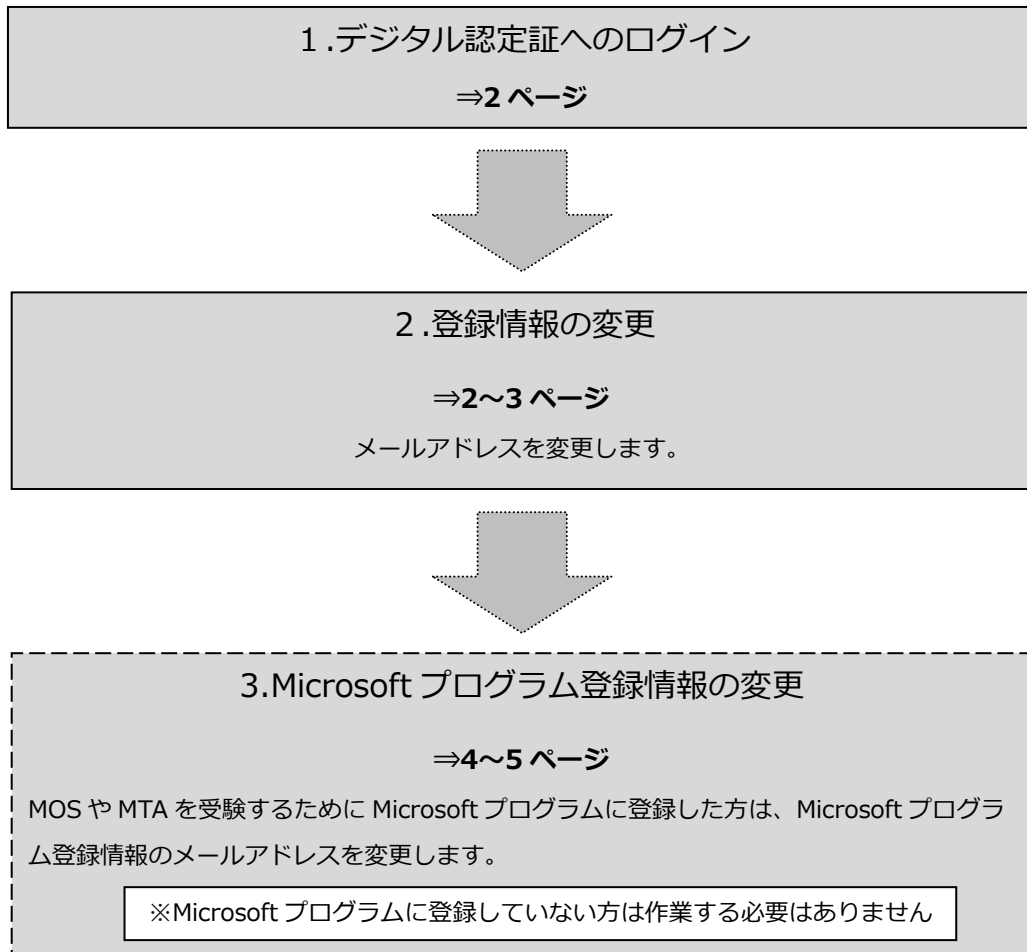 １.デジタル認定証へのログイン
⇒2 ページ
２.登録情報の変更
⇒2～3 ページ
メールアドレスを変更します。
3.Microsoft プログラム登録情報の変更
⇒4～5 ページ
MOS や MTA を受験するために Microsoft プログラムに登録した方は、Microsoft プログラ
ム登録情報のメールアドレスを変更します。
※Microsoft プログラムに登録していない方は作業する必要はありません